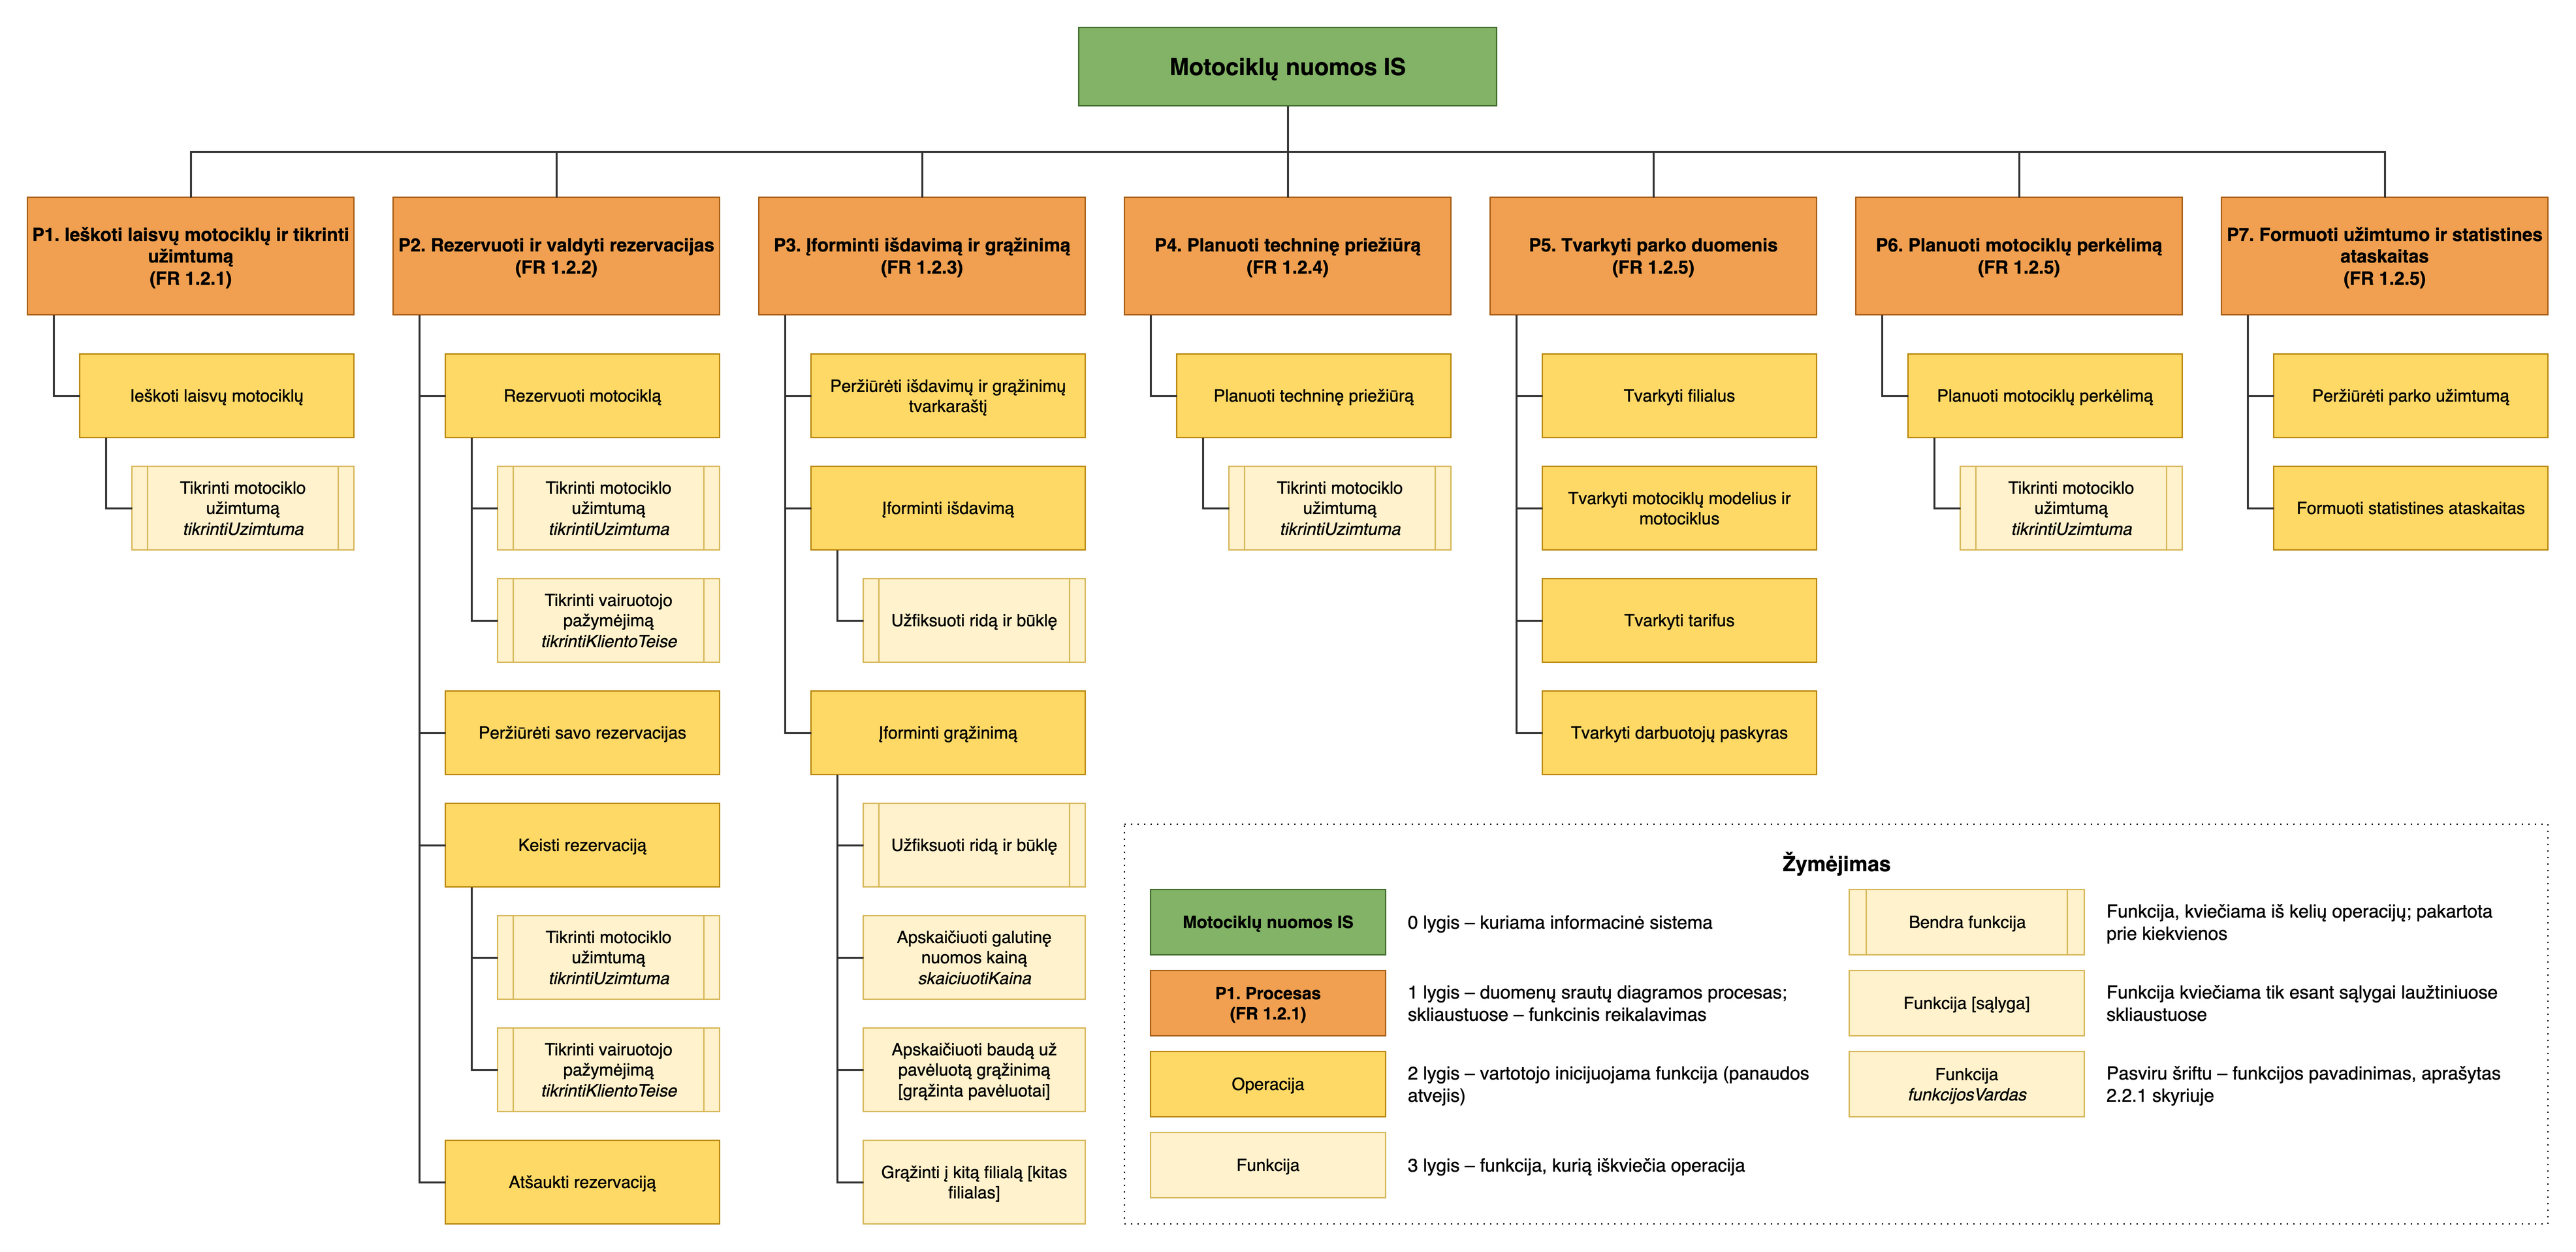 Motociklų nuomos IS
P1. Ieškoti laisvų motociklų ir tikrinti
užimtumą
(FR 1.2.1)
Ieškoti laisvų motociklų
Tikrinti motociklo
užimtumą
tikrintiUzimtuma
P2. Rezervuoti ir valdyti rezervacijas
(FR 1.2.2)
Rezervuoti motociklą
Tikrinti motociklo
užimtumą
tikrintiUzimtuma
Tikrinti vairuotojo
pažymėjimą
tikrintiKlientoTeise
Peržiūrėti savo rezervacijas
Keisti rezervaciją
Tikrinti motociklo
užimtumą
tikrintiUzimtuma
Tikrinti vairuotojo
pažymėjimą
tikrintiKlientoTeise
Atšaukti rezervaciją
P3. Įforminti išdavimą ir grąžinimą
(FR 1.2.3)
Peržiūrėti išdavimų ir grąžinimų
tvarkaraštį
Įforminti išdavimą
Užfiksuoti ridą ir būklę
Įforminti grąžinimą
Užfiksuoti ridą ir būklę
Apskaičiuoti galutinę
nuomos kainą
skaiciuotiKaina
Apskaičiuoti baudą už
pavėluotą grąžinimą
[grąžinta pavėluotai]
Grąžinti į kitą filialą [kitas
filialas]
P4. Planuoti techninę priežiūrą
(FR 1.2.4)
Planuoti techninę priežiūrą
Tikrinti motociklo
užimtumą
tikrintiUzimtuma
P5. Tvarkyti parko duomenis
(FR 1.2.5)
Tvarkyti filialus
Tvarkyti motociklų modelius ir
motociklus
Tvarkyti tarifus
Tvarkyti darbuotojų paskyras
P6. Planuoti motociklų perkėlimą
(FR 1.2.5)
Planuoti motociklų perkėlimą
Tikrinti motociklo
užimtumą
tikrintiUzimtuma
P7. Formuoti užimtumo ir statistines
ataskaitas
(FR 1.2.5)
Peržiūrėti parko užimtumą
Formuoti statistines ataskaitas
Žymėjimas
Motociklų nuomos IS
0 lygis – kuriama informacinė sistema
P1. Procesas
(FR 1.2.1)
1 lygis – duomenų srautų diagramos procesas;
skliaustuose – funkcinis reikalavimas
Operacija
2 lygis – vartotojo inicijuojama funkcija (panaudos
atvejis)
Funkcija
3 lygis – funkcija, kurią iškviečia operacija
Bendra funkcija
Funkcija, kviečiama iš kelių operacijų; pakartota
prie kiekvienos
Funkcija [sąlyga]
Funkcija kviečiama tik esant sąlygai laužtiniuose
skliaustuose
Funkcija
funkcijosVardas
Pasviru šriftu – funkcijos pavadinimas, aprašytas
2.2.1 skyriuje